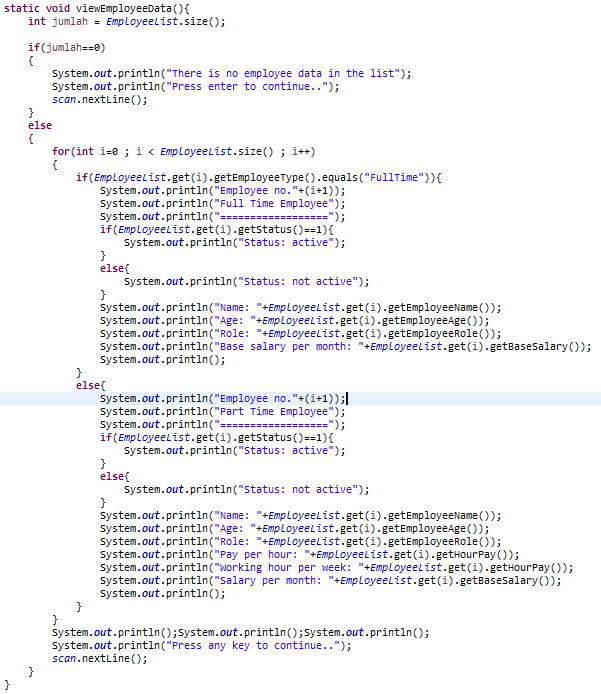 static void viewEmployeeData(){
    int jumlah = EmployeeList.size();

    if(jumlah==0)
    {
        System.out.println("There is no employee data in the list");
        System.out.println("Press enter to continue..");
        scan.nextLine();
    }
    else
    {
        for(int i=0 ; i < EmployeeList.size() ; i++)
        {
            if(EmployeeList.get(i).getEmployeeType().equals("FullTime")){
                System.out.println("Employee no."+(i+1));
                System.out.println("Full Time Employee");
                System.out.println("==================");
                if(EmployeeList.get(i).getStatus()==1){
                    System.out.println("Status: active");
                }
                else{
                    System.out.println("Status: not active");
                }
                System.out.println("Name: "+EmployeeList.get(i).getEmployeeName());
                System.out.println("Age: "+EmployeeList.get(i).getEmployeeAge());
                System.out.println("Role: "+EmployeeList.get(i).getEmployeeRole());
                System.out.println("Base salary per month: "+EmployeeList.get(i).getBaseSalary());
                System.out.println();
            }
            else{
                System.out.println("Employee no."+(i+1));
                System.out.println("Part Time Employee");
                System.out.println("==================");
                if(EmployeeList.get(i).getStatus()==1){
                    System.out.println("Status: active");
                }
                else{
                    System.out.println("Status: not active");
                }
                System.out.println("Name: "+EmployeeList.get(i).getEmployeeName());
                System.out.println("Age: "+EmployeeList.get(i).getEmployeeAge());
                System.out.println("Role: "+EmployeeList.get(i).getEmployeeRole());
                System.out.println("Pay per hour: "+EmployeeList.get(i).getHourPay());
                System.out.println("Working hour per week: "+EmployeeList.get(i).getHourPay());
                System.out.println("Salary per month: "+EmployeeList.get(i).getBaseSalary());
                System.out.println();
            }
        }
        System.out.println();System.out.println();System.out.println();
        System.out.println("Press any key to continue..");
        scan.nextLine();
    }
}